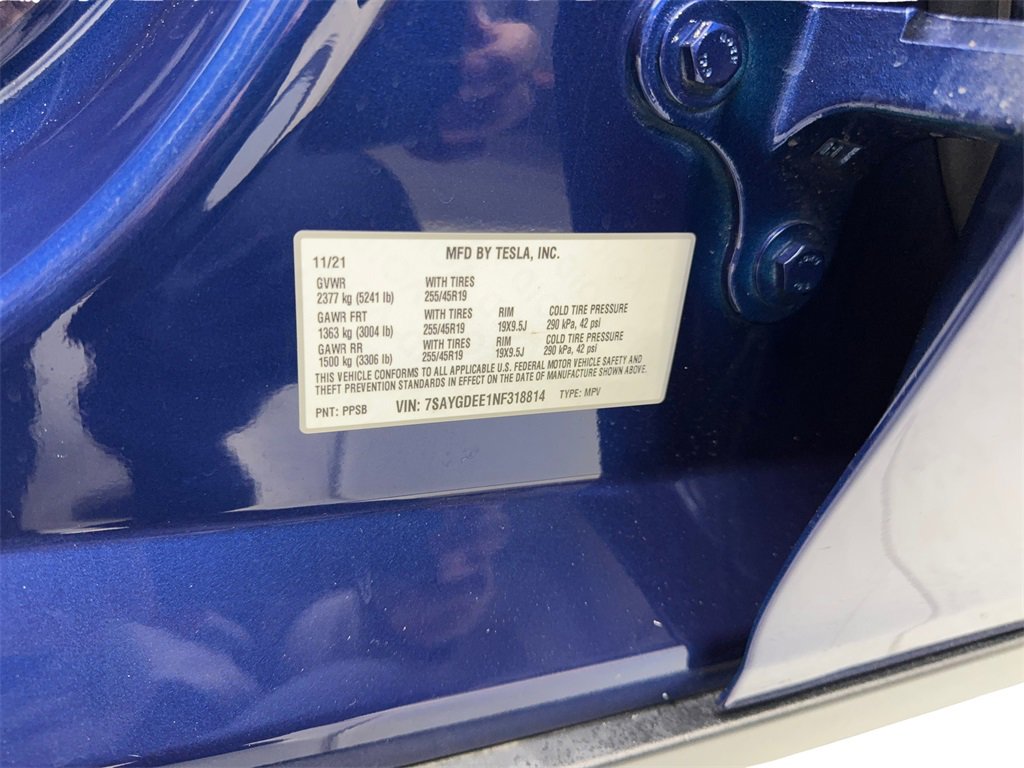 MFD BY TESLA, INC.
11/21
GVWR WITH TIRES
2377 kg (5241 lb) 255/45R19
GAWR FRT WITH TIRES RIM COLD TIRE PRESSURE
1363 kg (3004 lb) 255/45R19 19X9.5J 290 kPa, 42 psi
GAWR RR WITH TIRES RIM COLD TIRE PRESSURE
1500 kg (3306 lb) 255/45R19 19X9.5J 290 kPa, 42 psi
THIS VEHICLE CONFORMS TO ALL APPLICABLE U.S. FEDERAL MOTOR VEHICLE SAFETY AND
THEFT PREVENTION STANDARDS IN EFFECT ON THE DATE OF MANUFACTURE SHOWN ABOVE.
PNT: PPSB VIN: 7SAYGDEE1NF318814 TYPE: MPV